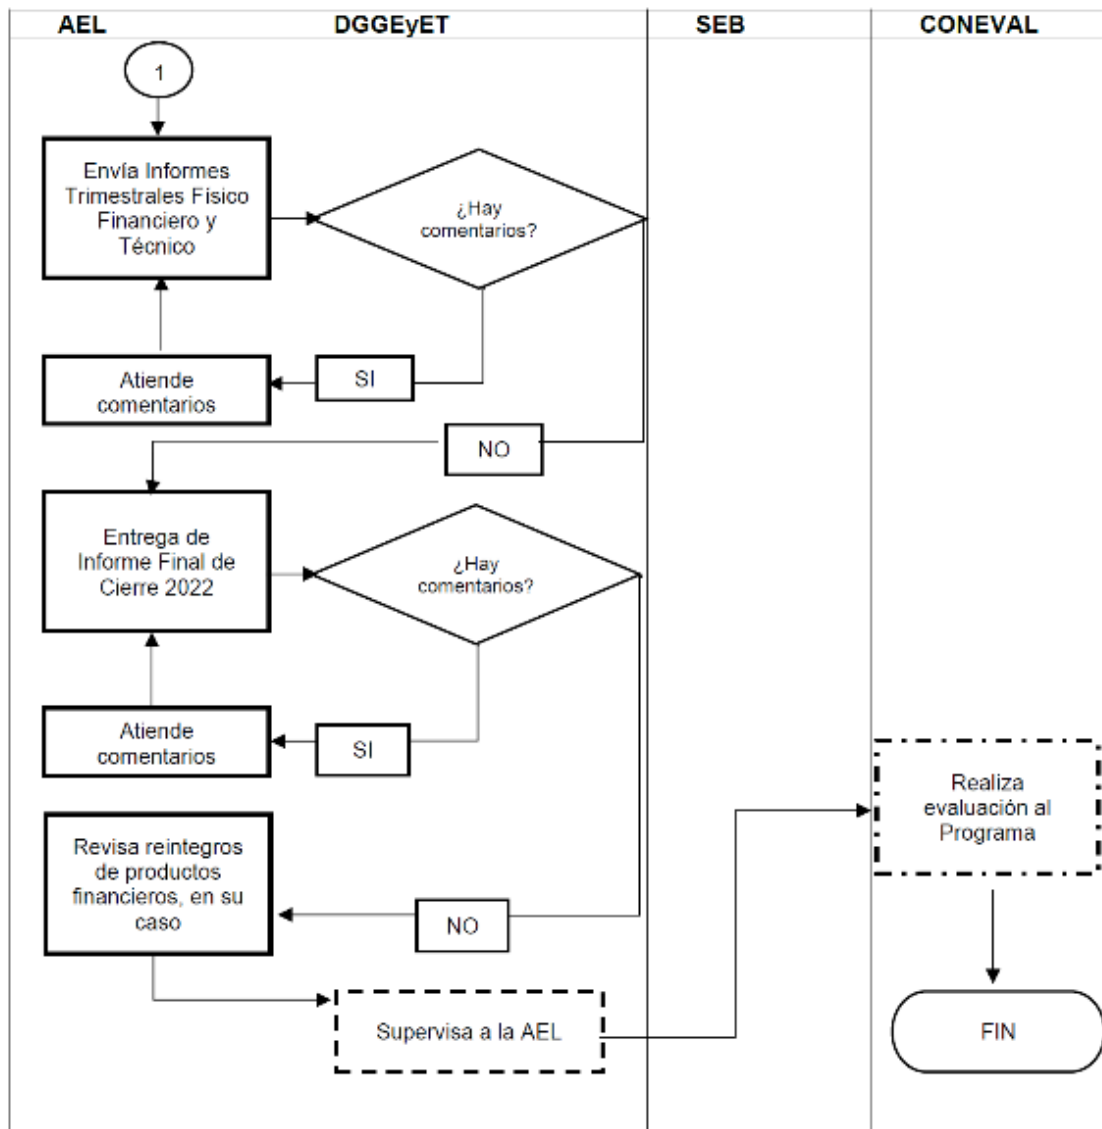 AEL DGGEyET SEB CONEVAL
1
Envía Informes
Trimestrales Físico
Financiero y
Técnico
¿Hay
comentarios?
SI
Atiende
comentarios
NO
Entrega de
Informe Final de
Cierre 2022
¿Hay
comentarios?
SI
Atiende
comentarios
Revisa reintegros
de productos
financieros, en su
caso
NO
Supervisa a la AEL
Realiza
evaluación al
Programa
FIN